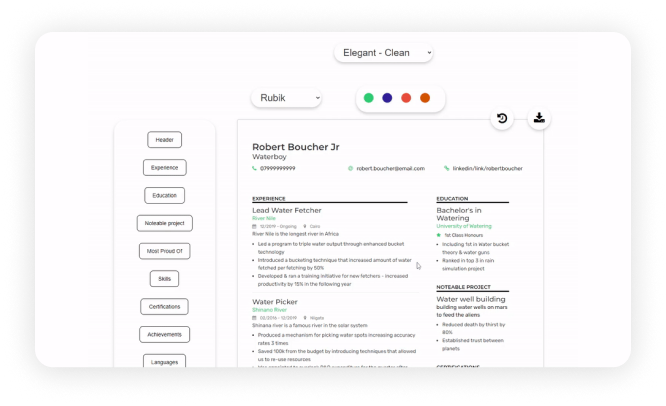 Elegant - Clean
Rubik
Header
Experience
Education
Noteable project
Most Proud Of
Skills
Certifications
Achievements
Languages
Robert Boucher Jr
Waterboy
07999999999
robert.boucher@email.com
linkedin/link/robertboucher
EXPERIENCE
Lead Water Fetcher
River Nile
12/2019 - Ongoing Cairo
River Nile is the longest river in Africa
• Led a program to triple water output through enhanced bucket
technology
• Introduced a bucketing technique that increased amount of water
fetched per fetching by 50%
• Developed & ran a training initiative for new fetchers - increased
productivity by 15% in the following year
Water Picker
Shinano River
02/2016 - 12/2019 Niigata
Shinana river is a famous river in the solar system
• Produced a mechanism for picking water spots increasing accuracy
rates 3 times
• Saved 100k from the budget by introducing techniques that allowed
us to re-use resources
EDUCATION
Bachelor's in
Watering
University of Watering
1st Class Honours
• Including 1st in Water bucket
theory & water guns
• Ranked in top 3 in rain
simulation project
NOTEABLE PROJECT
Water well building
building water wells on mars
to feed the aliens
• Reduced death by thirst by
80%
• Established trust between
planets